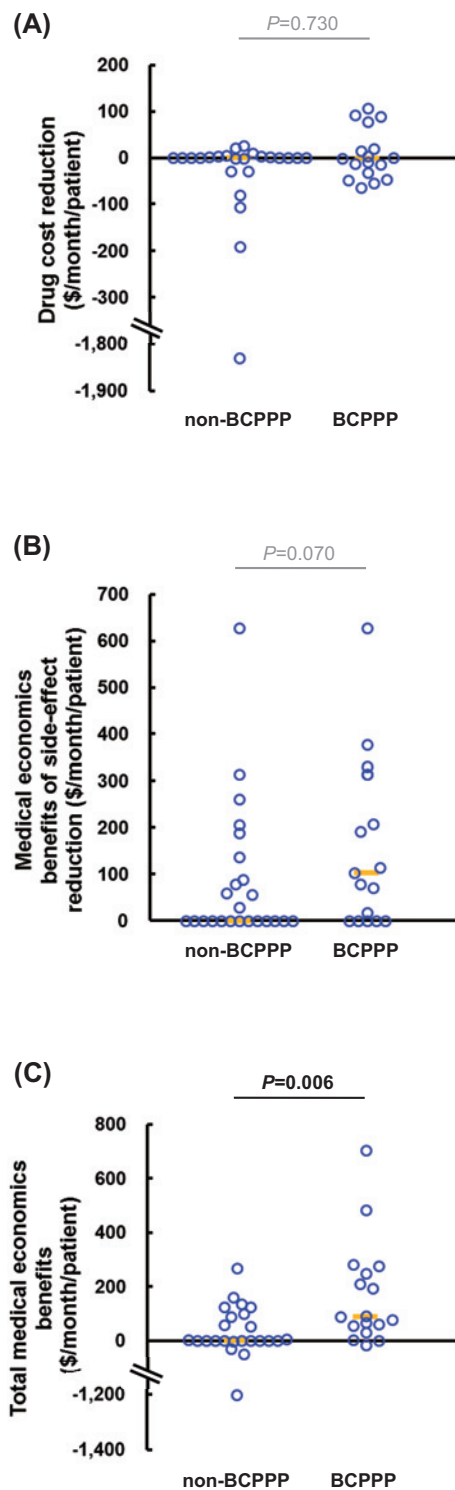 (A)
P=0.730
Drug cost reduction
($/month/patient)
200
100
0
-100
-200
-300
-1,800
-1,900
non-BCPPP
BCPPP
(B)
P=0.070
Medical economics
benefits of side-effect
reduction ($/month/patient)
700
600
500
400
300
200
100
0
non-BCPPP
BCPPP
(C)
P=0.006
Total medical economics
benefits
($/month/patient)
800
600
400
200
0
-1,200
-1,400
non-BCPPP
BCPPP